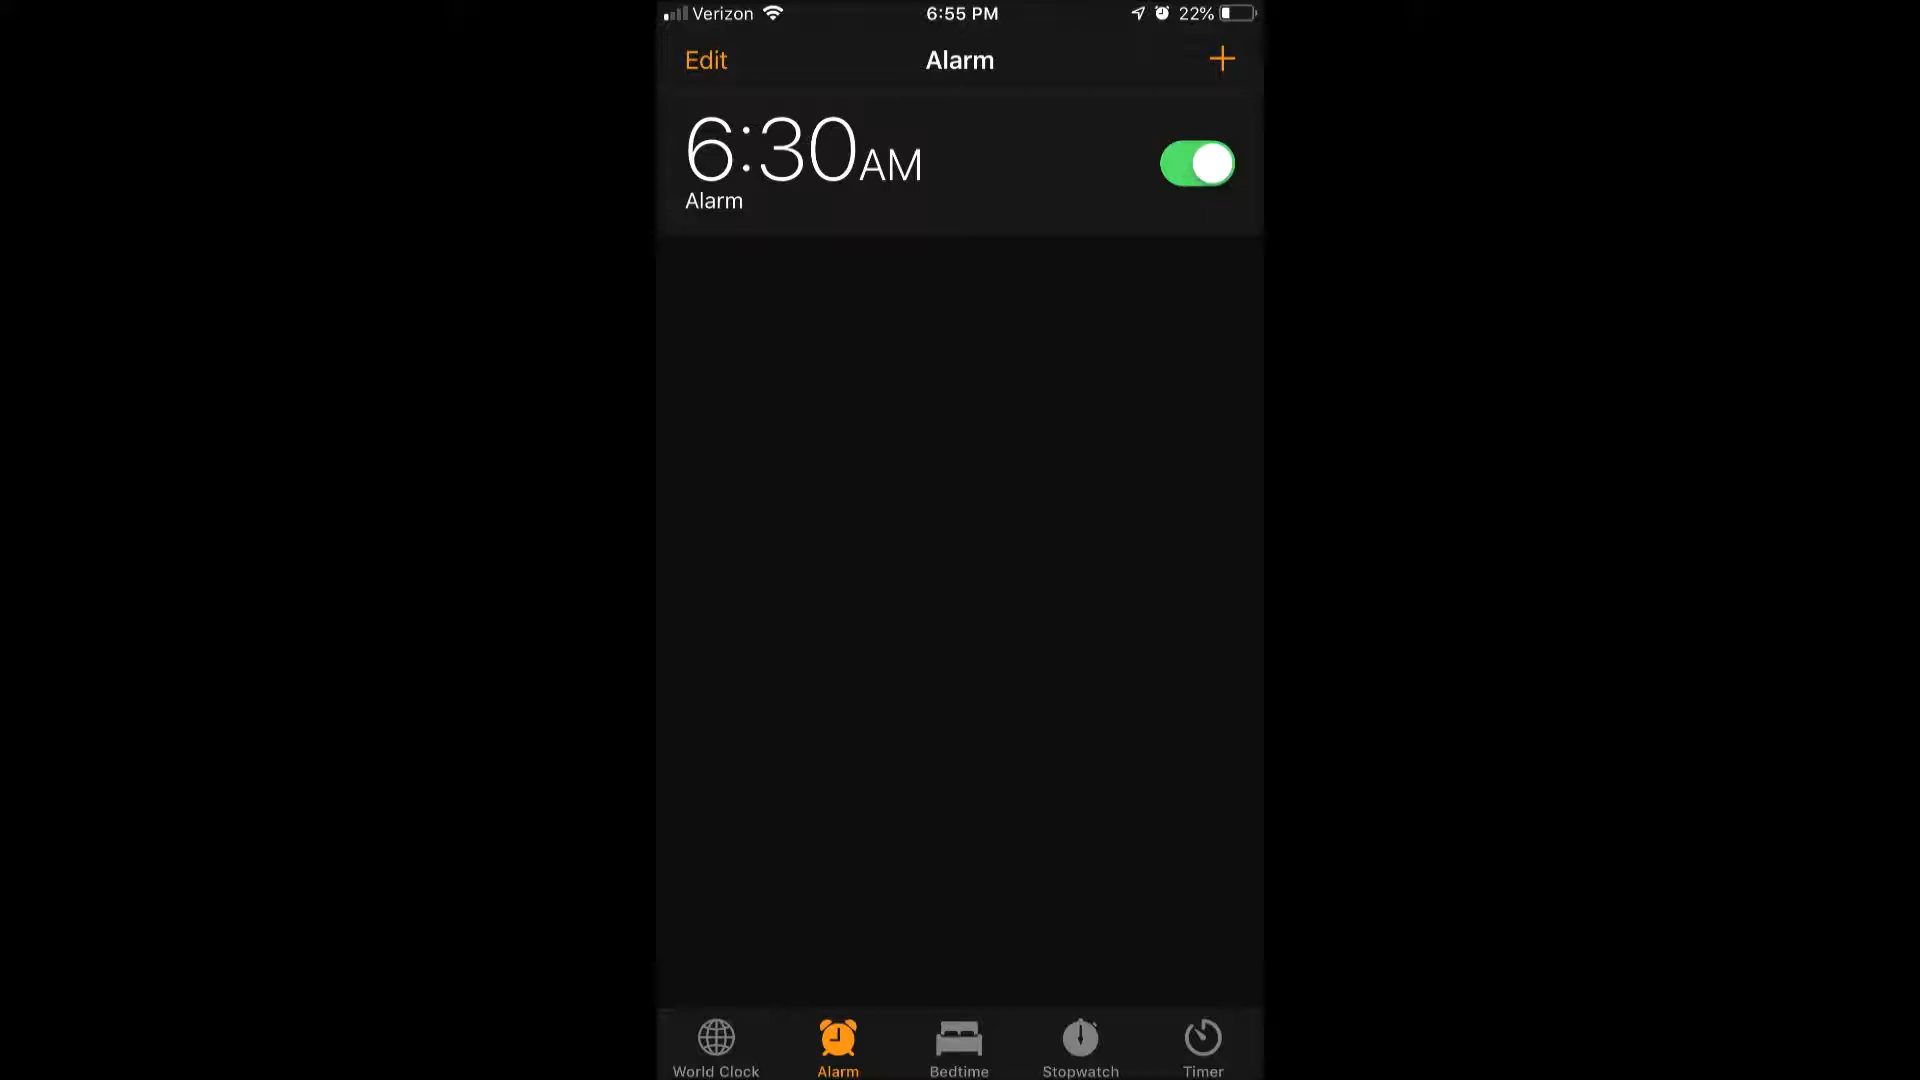 Verizon 6:55 PM 22%
Edit Alarm +
6:30AM
Alarm
World Clock Alarm Bedtime Stopwatch Timer